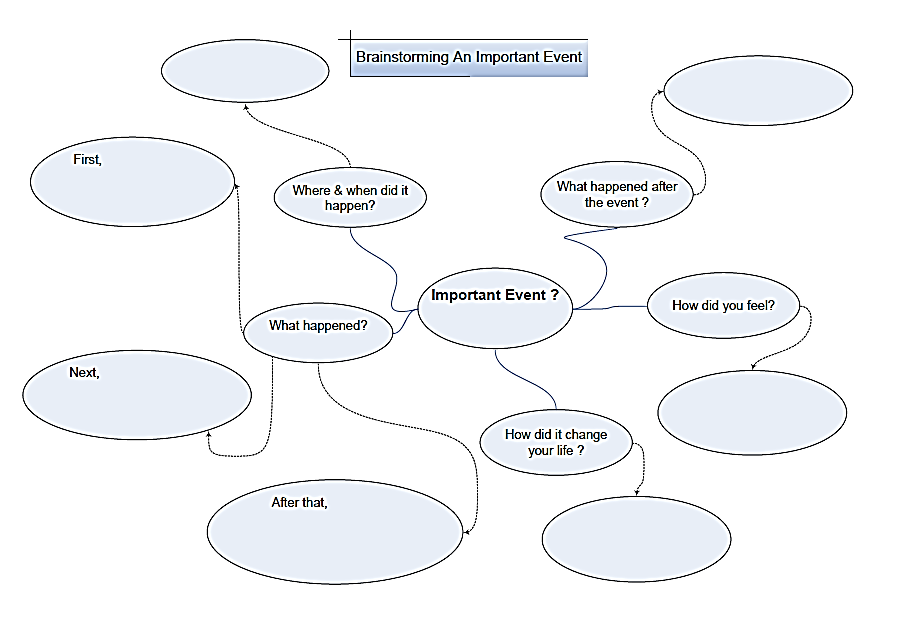 Brainstorming An Important Event
First,
Where & when did it
happen?
What happened after
the event ?
Important Event ?
How did you feel?
What happened?
Next,
How did it change
your life ?
After that,